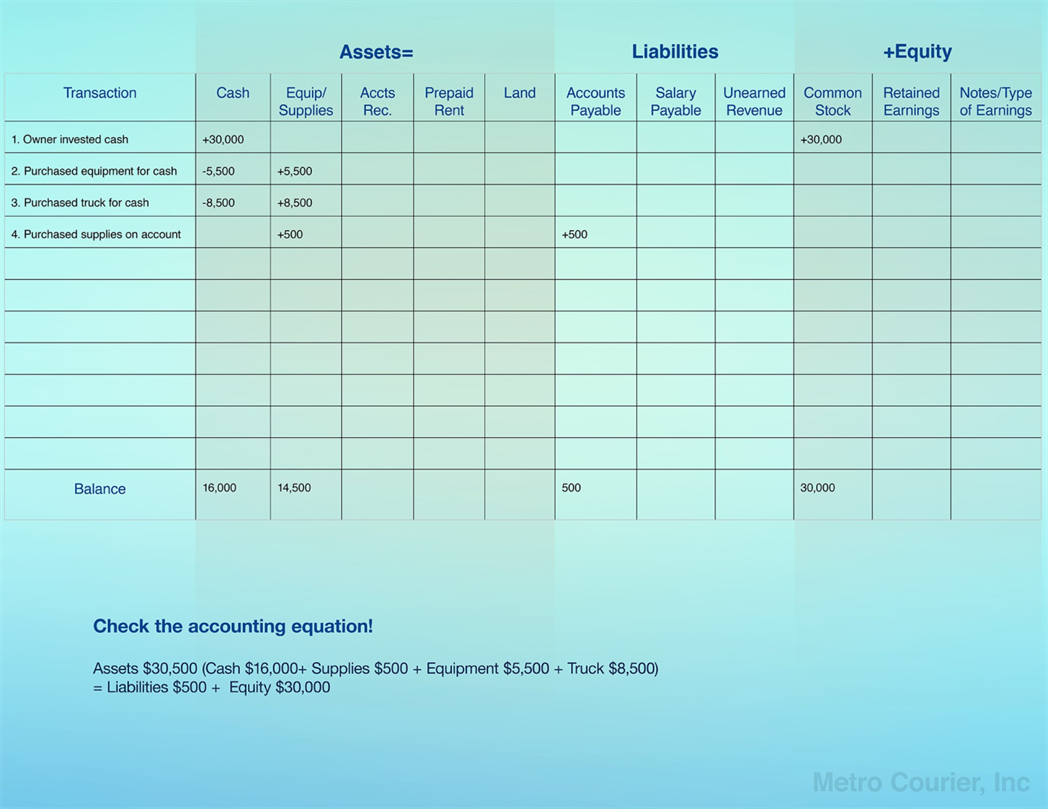 Assets= Liabilities +Equity
Transaction Cash Equip/ Supplies Accts Rec. Prepaid Rent Land Accounts Payable Salary Payable Unearned Revenue Common Stock Retained Earnings Notes/Type of Earnings
1. Owner invested cash +30,000 +30,000
2. Purchased equipment for cash -5,500 +5,500
3. Purchased truck for cash -8,500 +8,500
4. Purchased supplies on account +500 +500
Balance 16,000 14,500 500 30,000
Check the accounting equation!
Assets $30,500 (Cash $16,000+ Supplies $500 + Equipment $5,500 + Truck $8,500)
= Liabilities $500 + Equity $30,000
Metro Courier, Inc